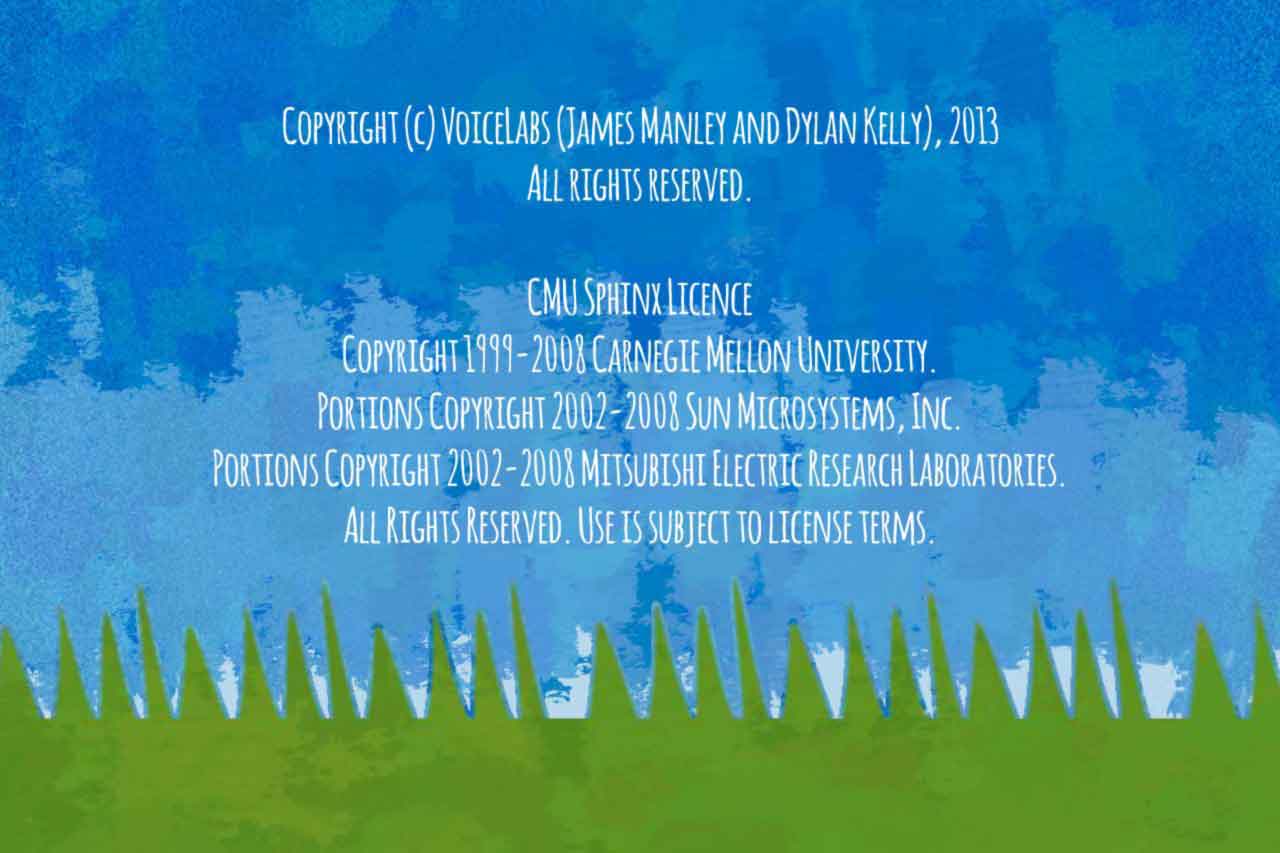 Copyright (c) VoiceLabs (James Manley and Dylan Kelly), 2013
All rights reserved.
CMU Sphinx Licence
Copyright 1999-2008 Carnegie Mellon University.
Portions Copyright 2002-2008 Sun Microsystems, Inc.
Portions Copyright 2002-2008 Mitsubishi Electric Research Laboratories.
All Rights Reserved. Use is subject to license terms.